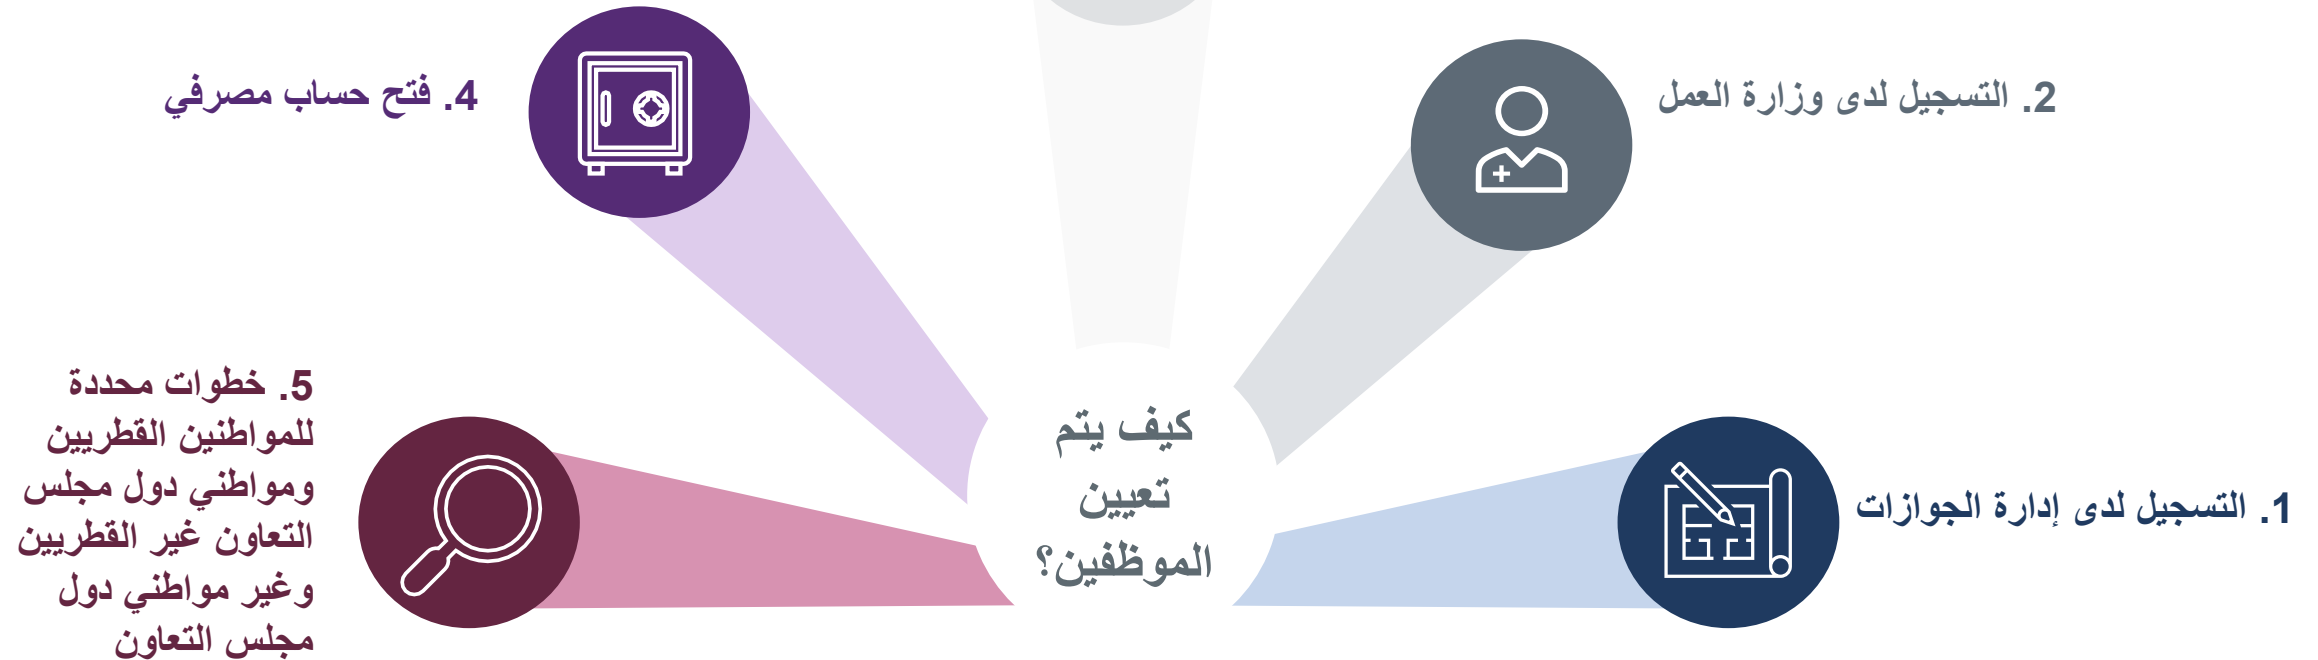 كيف يتم
تعيين
الموظفين؟
1. التسجيل لدى إدارة الجوازات
2. التسجيل لدى وزارة العمل
4. فتح حساب مصرفي
5. خطوات محددة
للمواطنين القطريين
ومواطني دول مجلس
التعاون غير القطريين
وغير مواطني دول
مجلس التعاون